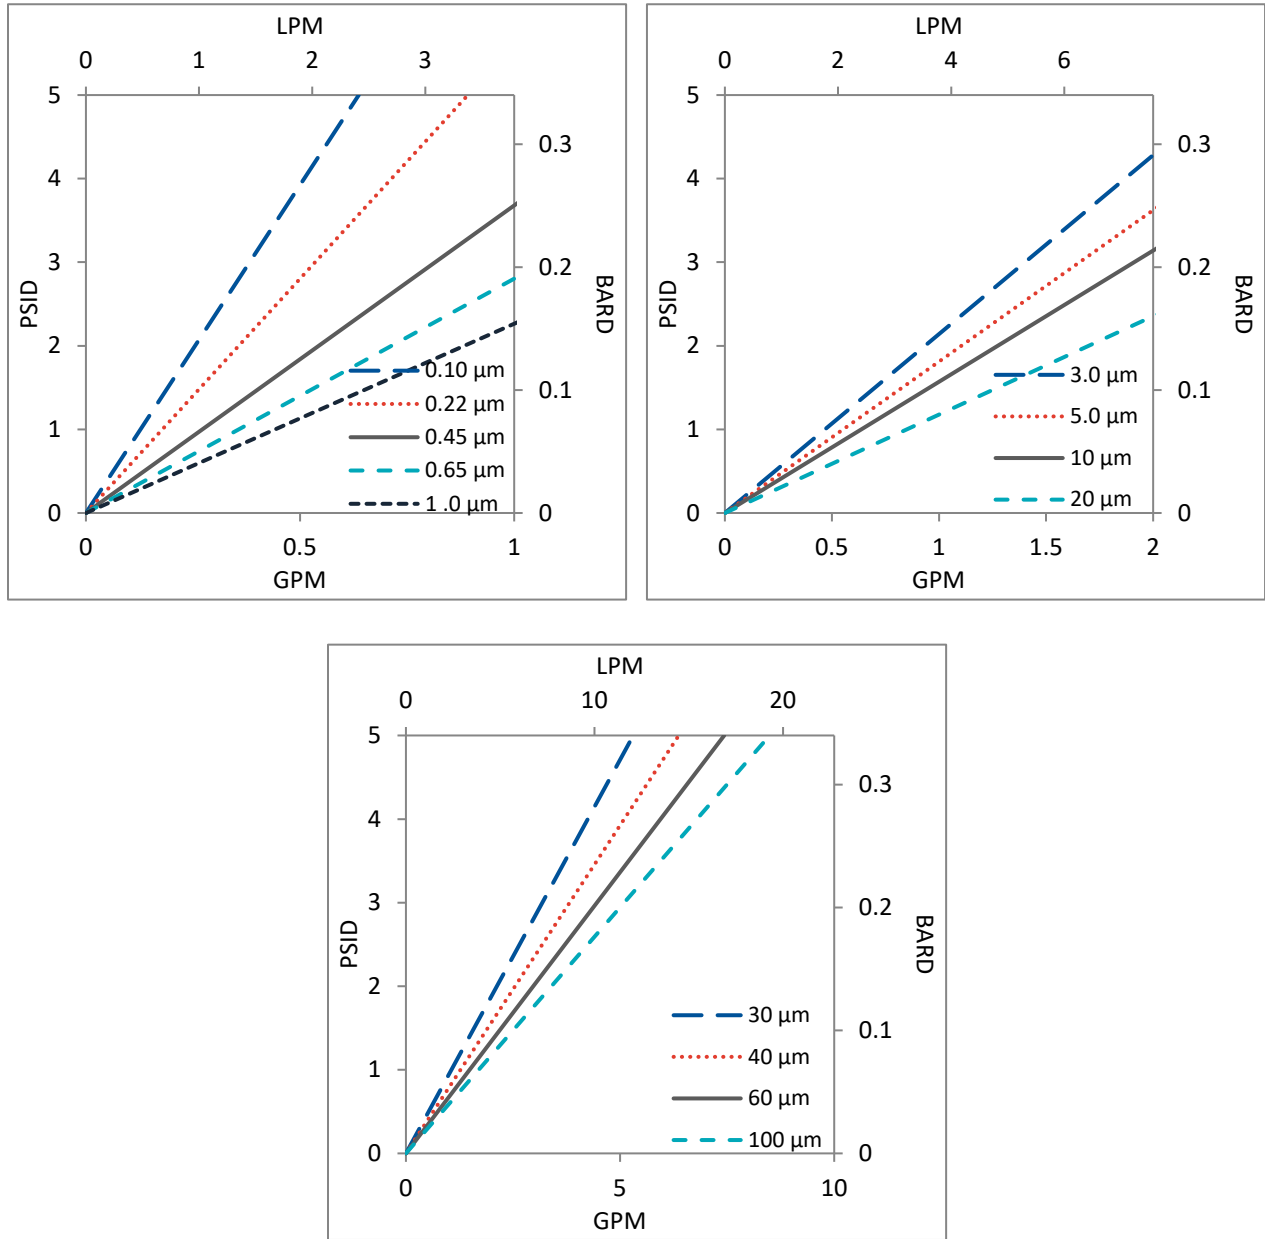 LPM
0 1 2 3
5
4
3
2
1
0
PSID
0.3
0.2
0.1
0
BARD
0.10 µm
0.22 µm
0.45 µm
0.65 µm
1 .0 µm
0 0.5 1
GPM
LPM
0 2 4 6
5
4
3
2
1
0
PSID
0.3
0.2
0.1
0
BARD
3.0 µm
5.0 µm
10 µm
20 µm
0 0.5 1 1.5 2
GPM
LPM
0 10 20
5
4
3
2
1
0
PSID
0.3
0.2
0.1
0
BARD
30 µm
40 µm
60 µm
100 µm
0 5 10
GPM